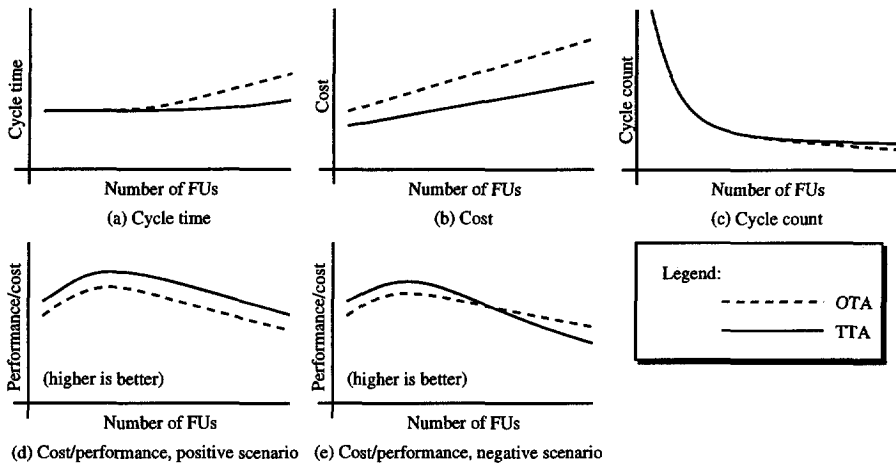 Cycle time
Number of FUs
(a) Cycle time
Cost
Number of FUs
(b) Cost
Cycle count
Number of FUs
(c) Cycle count
Performance/cost
(higher is better)
Number of FUs
(d) Cost/performance, positive scenario
Performance/cost
(higher is better)
Number of FUs
(e) Cost/performance, negative scenario
Legend:
OTA
TTA